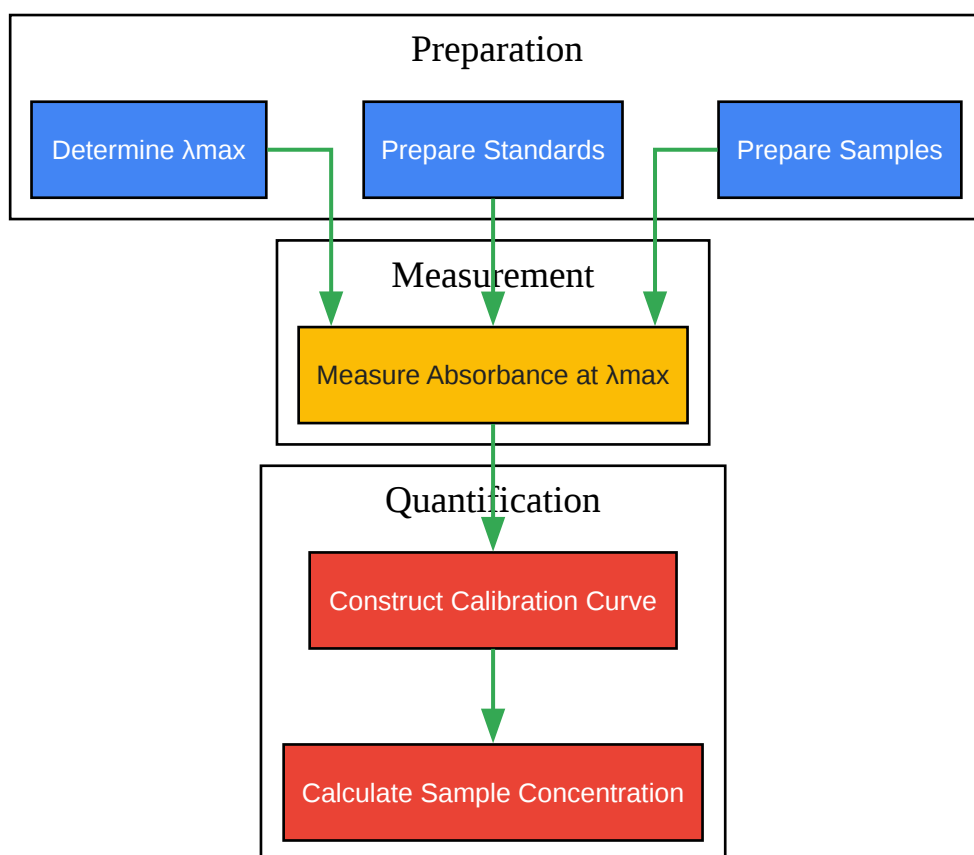 Preparation
Determine λmax
Prepare Standards
Prepare Samples
Measurement
Measure Absorbance at λmax
Quantification
Construct Calibration Curve
Calculate Sample Concentration